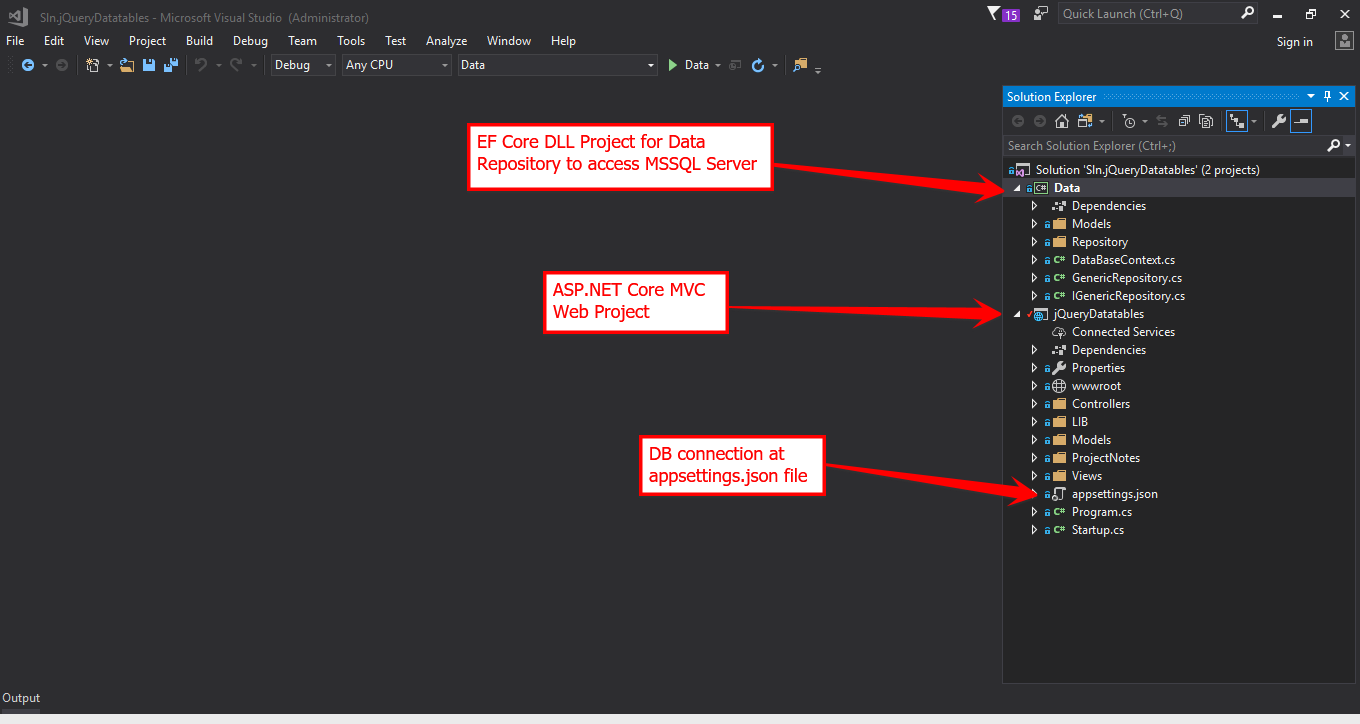 Sln.jQueryDatatables - Microsoft Visual Studio (Administrator)
15
Quick Launch (Ctrl+Q)
File Edit View Project Build Debug Team Tools Test Analyze Window Help
Sign in
Debug Any CPU Data Data
Solution Explorer
Search Solution Explorer (Ctrl+;)
Solution 'Sln.jQueryDatatables' (2 projects)
C# Data
Dependencies
Models
Repository
C# DataBaseContext.cs
C# GenericRepository.cs
C# IGenericRepository.cs
jQueryDatatables
Connected Services
Dependencies
Properties
wwwroot
Controllers
LIB
Models
ProjectNotes
Views
appsettings.json
C# Program.cs
C# Startup.cs
EF Core DLL Project for Data
Repository to access MSSQL Server
ASP.NET Core MVC
Web Project
DB connection at
appsettings.json file
Output